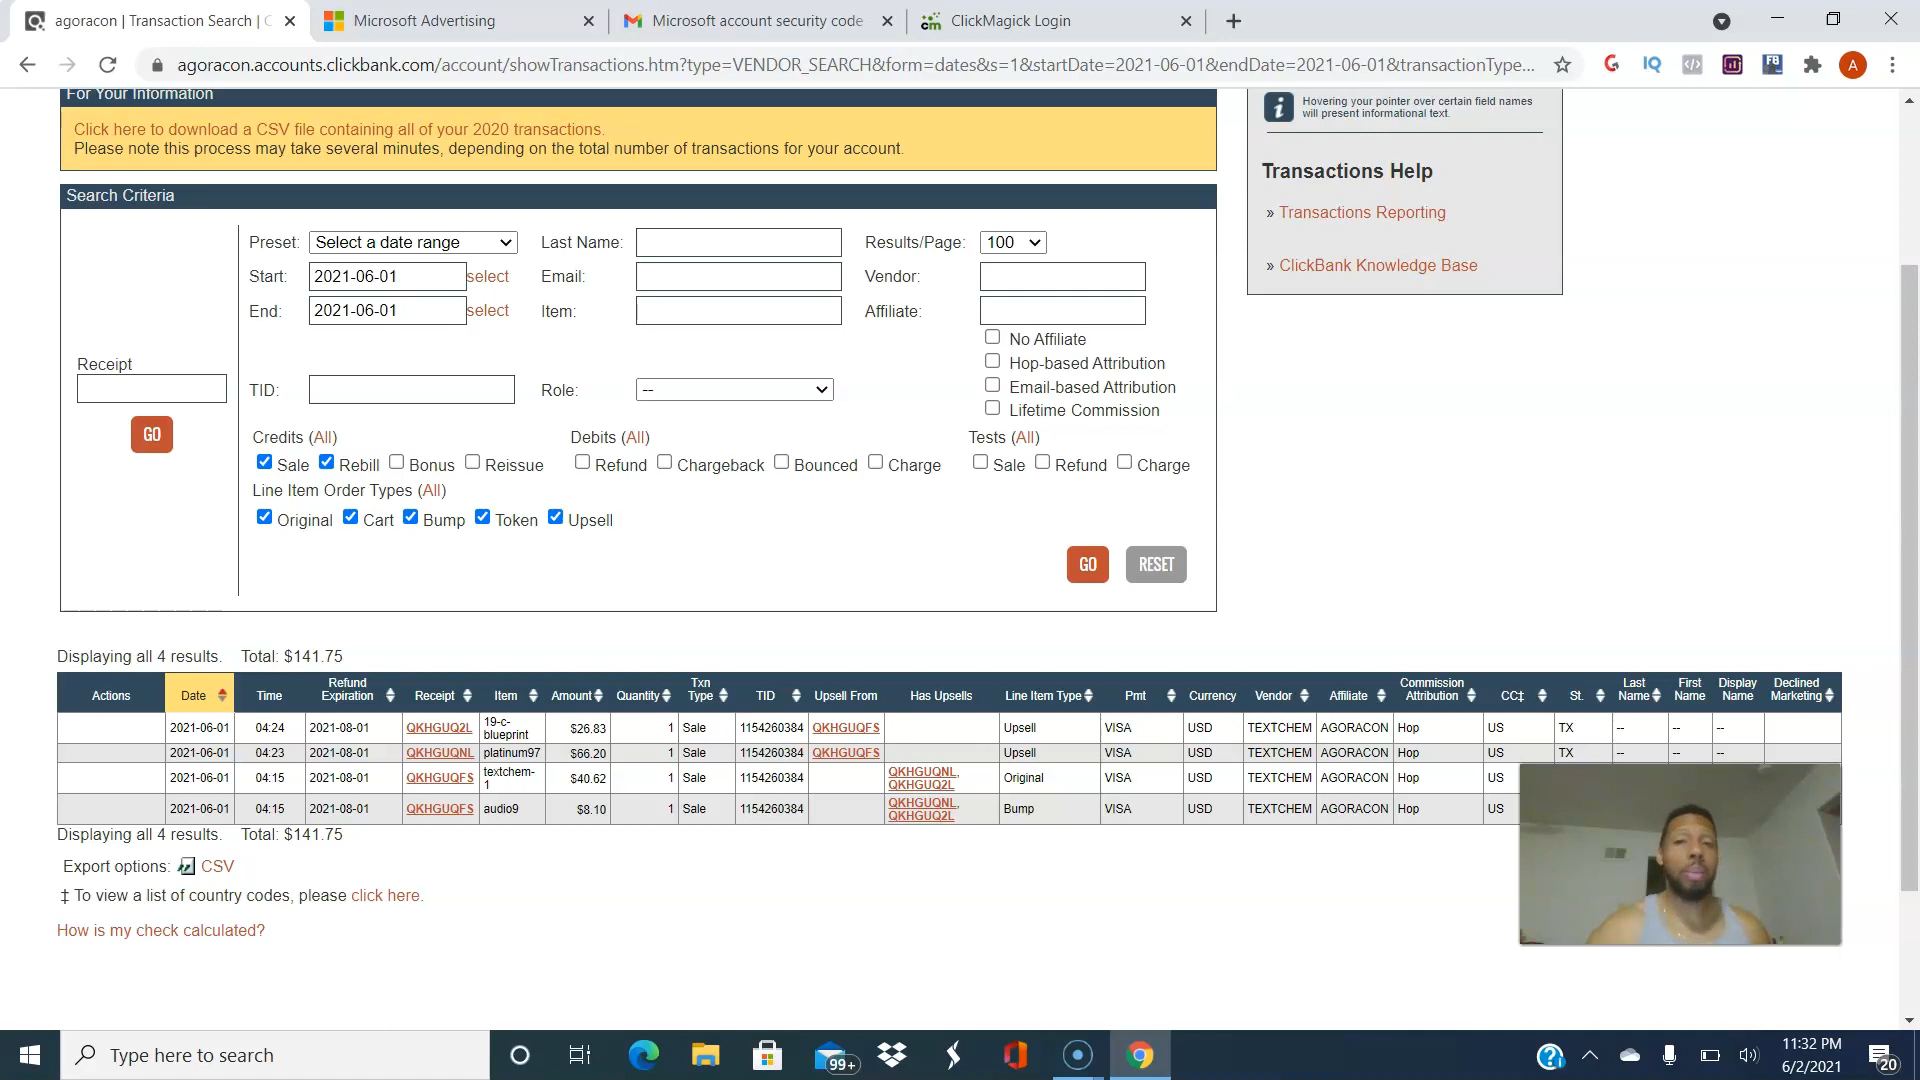 agoracon | Transaction Search | C
Microsoft Advertising
Microsoft account security code
ClickMagick Login
agoracon.accounts.clickbank.com/account/showTransactions.htm?type=VENDOR_SEARCH&form=dates&s=1&startDate=2021-06-01&endDate=2021-06-01&transactionType...
For Your Information
Click here to download a CSV file containing all of your 2020 transactions.
Please note this process may take several minutes, depending on the total number of transactions for your account.
Hovering your pointer over certain field names
will present informational text.
Transactions Help
» Transactions Reporting
» ClickBank Knowledge Base
Search Criteria
Preset: Select a date range Last Name: Results/Page: 100
Start: 2021-06-01 select Email: Vendor:
End: 2021-06-01 select Item: Affiliate:
No Affiliate
Hop-based Attribution
Email-based Attribution
Lifetime Commission
Receipt
GO
TID: Role: --
Credits (All) Debits (All) Tests (All)
Sale Rebill Bonus Reissue Refund Chargeback Bounced Charge Sale Refund Charge
Line Item Order Types (All)
Original Cart Bump Token Upsell
GO RESET
Displaying all 4 results. Total: $141.75
Actions Date Time Refund Expiration Receipt Item Amount Quantity Txn Type TID Upsell From Has Upsells Line Item Type Pmt Currency Vendor Affiliate Commission Attribution CC‡ St. Last Name First Name Display Name Declined Marketing
2021-06-01 04:24 2021-08-01 QKHGUQ2L 19-c-blueprint $26.83 1 Sale 1154260384 QKHGUQFS Upsell VISA USD TEXTCHEM AGORACON Hop US TX -- -- --
2021-06-01 04:23 2021-08-01 QKHGUQNL platinum97 $66.20 1 Sale 1154260384 QKHGUQFS Upsell VISA USD TEXTCHEM AGORACON Hop US TX -- -- --
2021-06-01 04:15 2021-08-01 QKHGUQFS textchem-1 $40.62 1 Sale 1154260384 QKHGUQNL, QKHGUQ2L Original VISA USD TEXTCHEM AGORACON Hop US
2021-06-01 04:15 2021-08-01 QKHGUQFS audio9 $8.10 1 Sale 1154260384 QKHGUQNL, QKHGUQ2L Bump VISA USD TEXTCHEM AGORACON Hop US
Displaying all 4 results. Total: $141.75
Export options: CSV
‡ To view a list of country codes, please click here.
How is my check calculated?
Type here to search
99+
11:32 PM
6/2/2021
20